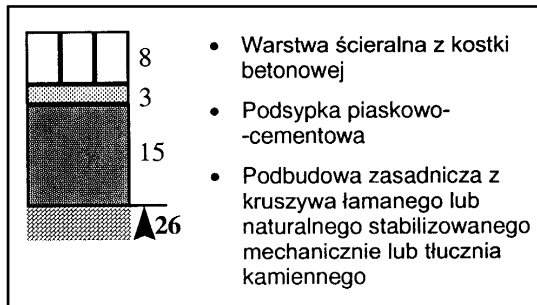 8
3
15
26
• Warstwa ścieralna z kostki
betonowej
• Podsypka piaskowo-
-cementowa
• Podbudowa zasadnicza z
kruszywa łamanego lub
naturalnego stabilizowanego
mechanicznie lub tłucznia
kamiennego